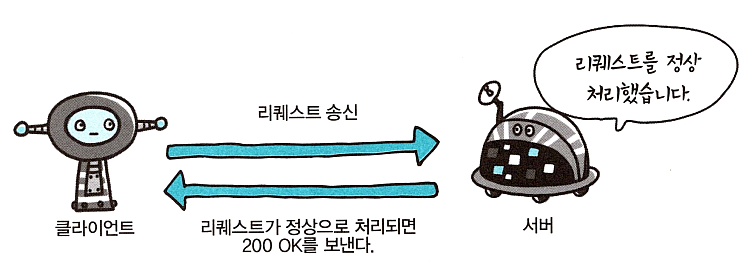 리퀘스트를 정상
처리했습니다.
리퀘스트 송신
클라이언트
리퀘스트가 정상으로 처리되면
200 OK를 보낸다.
서버